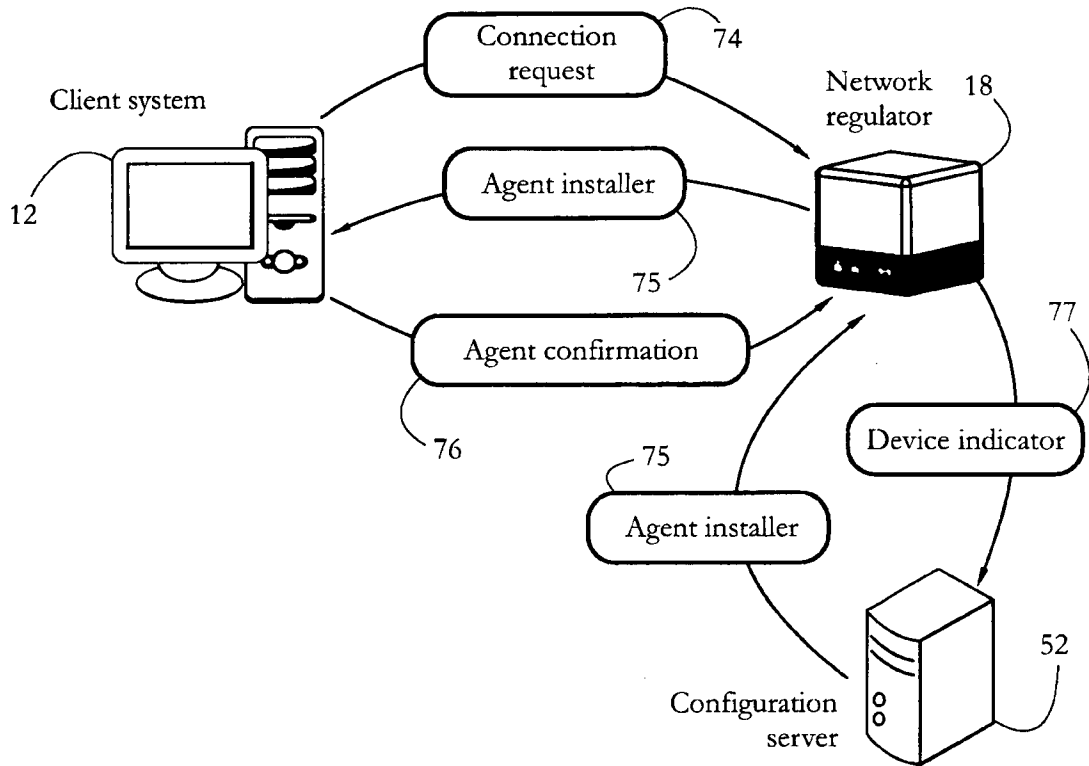 Connection
request
74
Client system
Network
regulator
18
12
Agent installer
75
Agent confirmation
76
77
Device indicator
75
Agent installer
52
Configuration
server